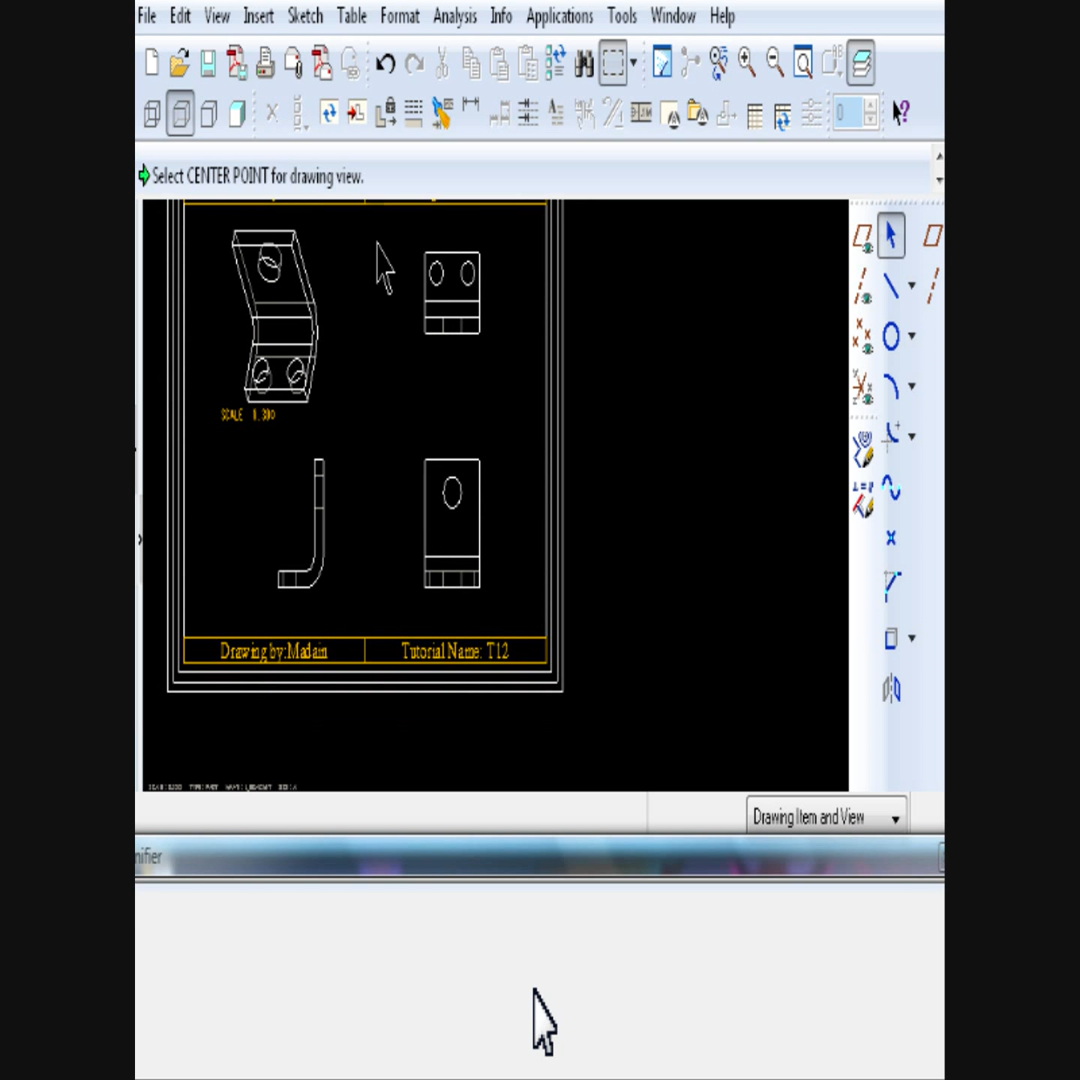 File Edit View Insert Sketch Table Format Analysis Info Applications Tools Window Help
Select CENTER POINT for drawing view.
SCALE 0.300
Drawing by:Madain Tutorial Name: T12
Drawing Item and View
nifier